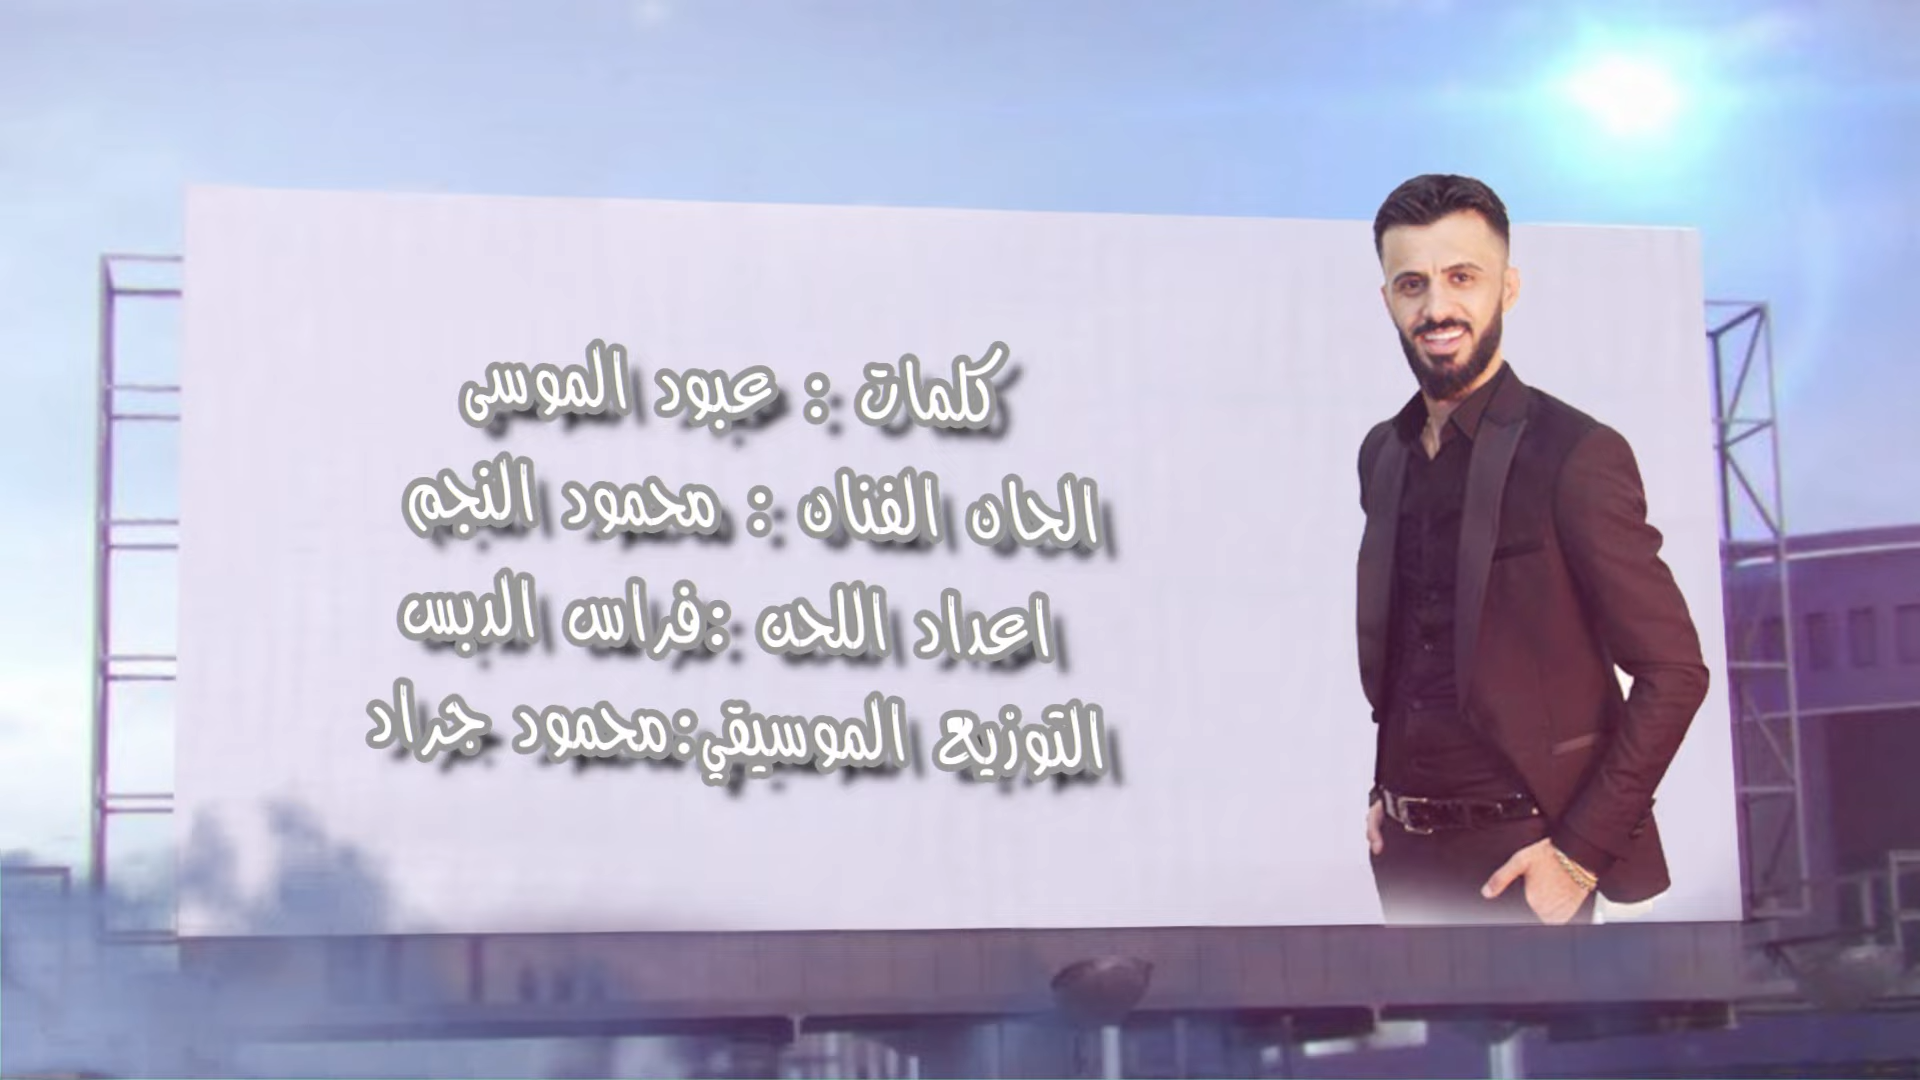 كلمات : عبود الموسى
الحان الفنان : محمود النجم
اعداد اللحن :فراس الدبس
التوزيع الموسيقي:محمود جراد